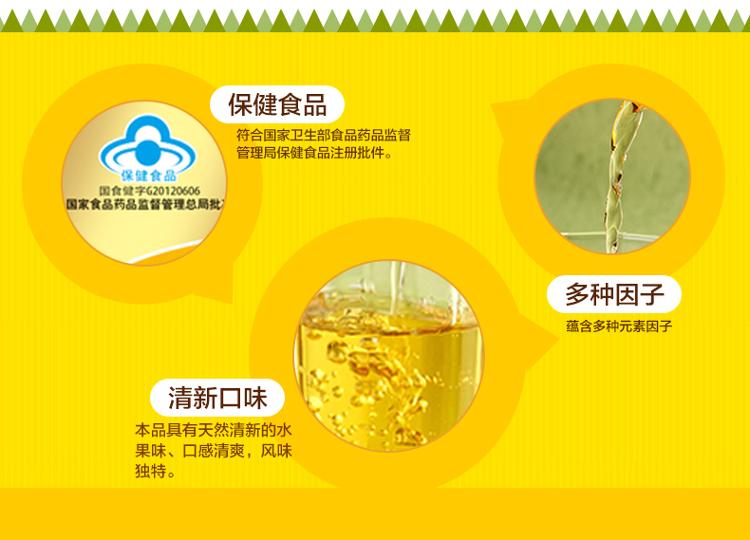 保健食品
符合国家卫生部食品药品监督
管理局保健食品注册批件。
保健食品
国食健字G20120606
国家食品药品监督管理总局批
多种因子
蕴含多种元素因子
清新口味
本品具有天然清新的水
果味、口感清爽，风味
独特。